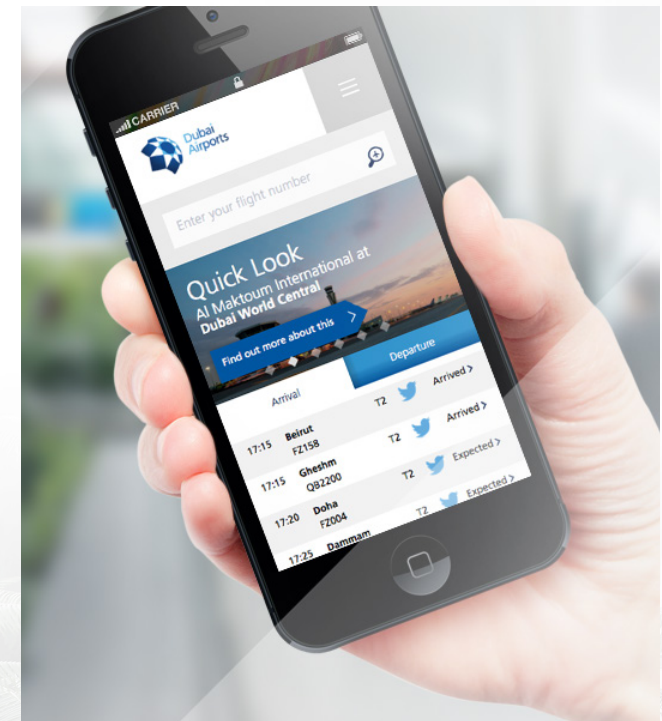 CARRIER
Dubai
Airports
Enter your flight number
Quick Look
Al Maktoum International at
Dubai World Central
Find out more about this >
Arrival Departure
17:15 Beirut T2 Arrived >
FZ158
17:15 Gheshm T2 Arrived >
QB2200
17:20 Doha T2 Expected >
FZ004
17:25 Dammam T2 Expected >